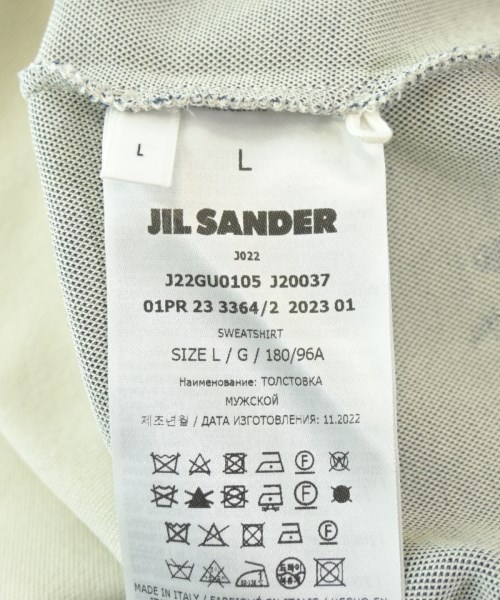 L
L
JIL SANDER
J022
J22GU0105 J20037
01PR 23 3364/2 2023 01
SWEATSHIRT
SIZE L / G / 180/96A
Наименование: ТОЛСТОВКА
МУЖСКОЙ
제조년월 / ДАТА ИЗГОТОВЛЕНИЯ: 11.2022
F W
F
F
MADE IN ITALY /